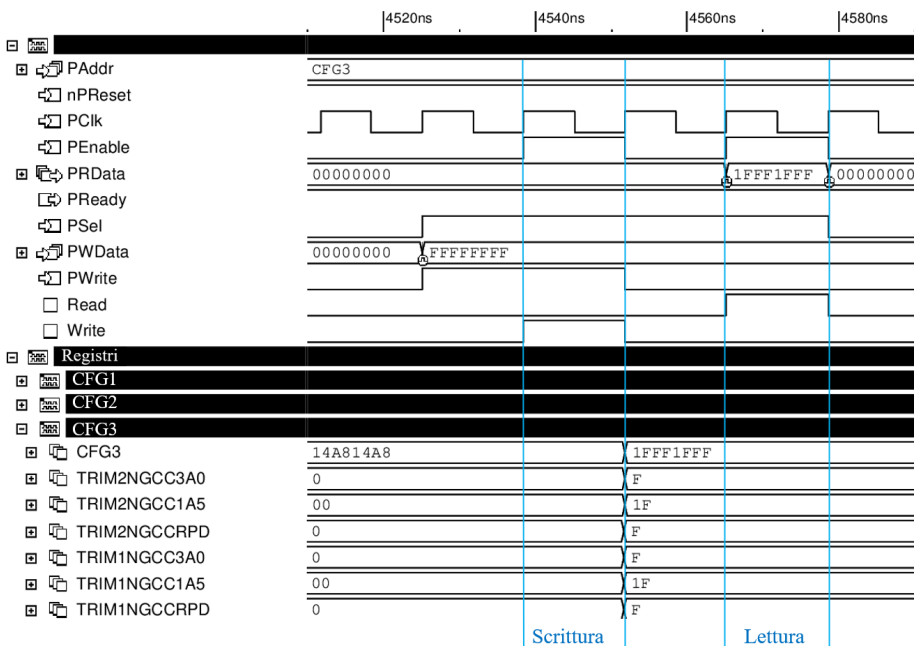 4520ns 4540ns 4560ns 4580ns
PAddr CFG3
nPReset
PClk
PEnable
PRData 00000000 1FFF1FFF 00000000
PReady
PSel
PWData 00000000 FFFFFFFF
PWrite
Read
Write
Registri
CFG1
CFG2
CFG3
CFG3 14A814A8 1FFF1FFF
TRIM2NGCC3A0 0 F
TRIM2NGCC1A5 00 1F
TRIM2NGCCRPD 0 F
TRIM1NGCC3A0 0 F
TRIM1NGCC1A5 00 1F
TRIM1NGCCRPD 0 F
Scrittura Lettura